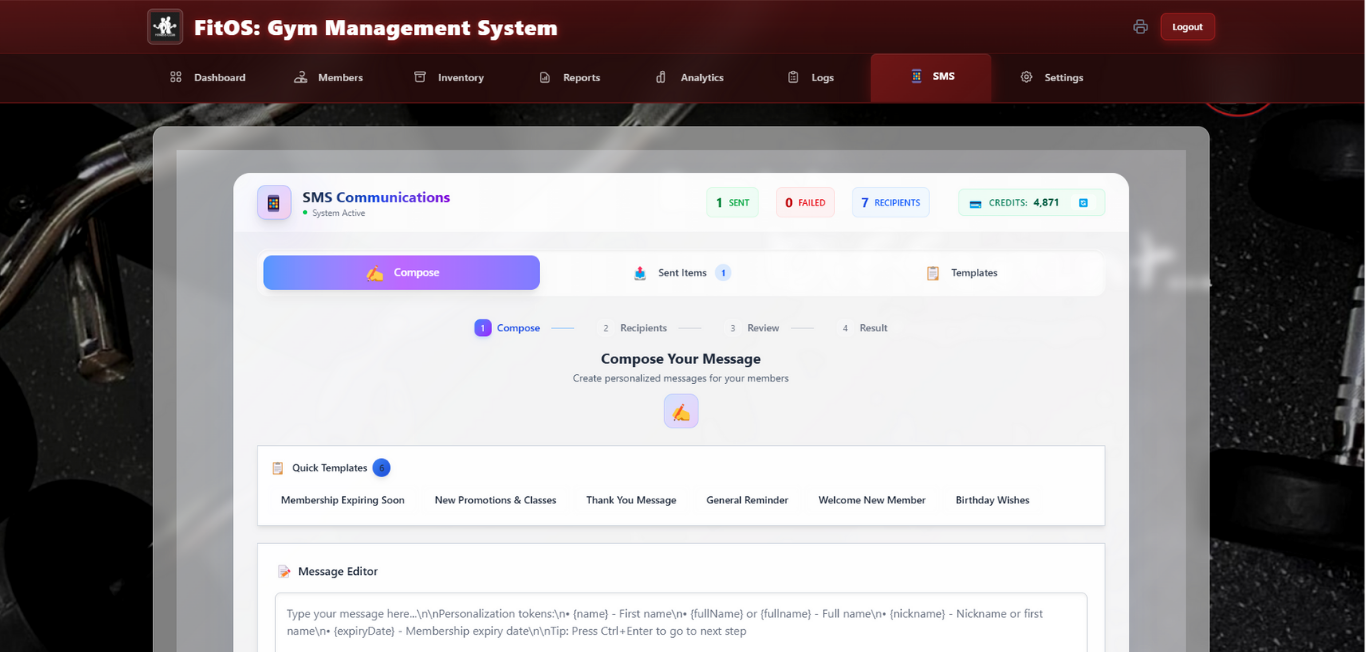 FitOS: Gym Management System
Logout
Dashboard Members Inventory Reports Analytics Logs SMS Settings
SMS Communications
System Active
1 SENT 0 FAILED 7 RECIPIENTS CREDITS: 4,871
Compose Sent Items 1 Templates
1 Compose 2 Recipients 3 Review 4 Result
Compose Your Message
Create personalized messages for your members
Quick Templates 6
Membership Expiring Soon New Promotions & Classes Thank You Message General Reminder Welcome New Member Birthday Wishes
Message Editor
Type your message here...\n\nPersonalization tokens:\n• {name} - First name\n• {fullName} or {fullname} - Full name\n• {nickname} - Nickname or first
name\n• {expiryDate} - Membership expiry date\n\nTip: Press Ctrl+Enter to go to next step